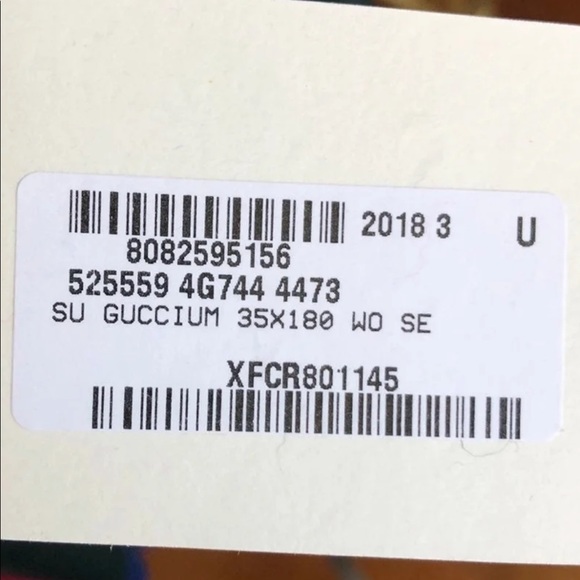 2018 3 U
8082595156
525559 4G744 4473
SU GUCCIUM 35X180 WO SE
XFCR801145